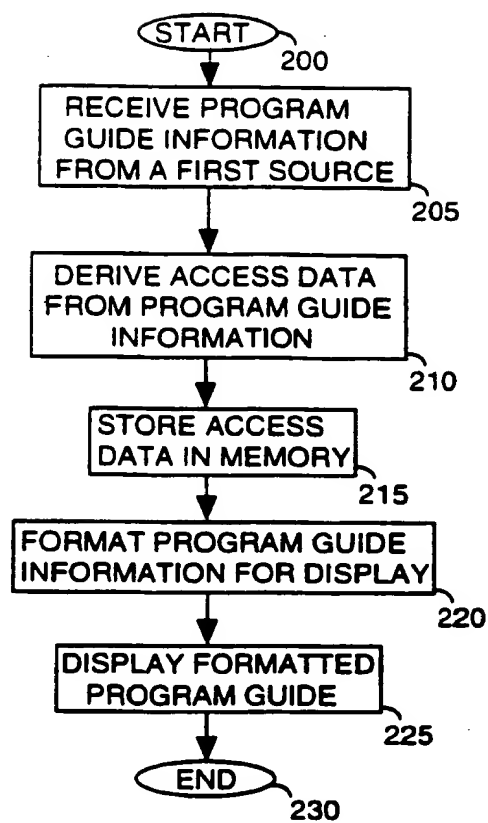 START
200
RECEIVE PROGRAM
GUIDE INFORMATION
FROM A FIRST SOURCE
205
DERIVE ACCESS DATA
FROM PROGRAM GUIDE
INFORMATION
210
STORE ACCESS
DATA IN MEMORY
215
FORMAT PROGRAM GUIDE
INFORMATION FOR DISPLAY
220
DISPLAY FORMATTED
PROGRAM GUIDE
225
END
230